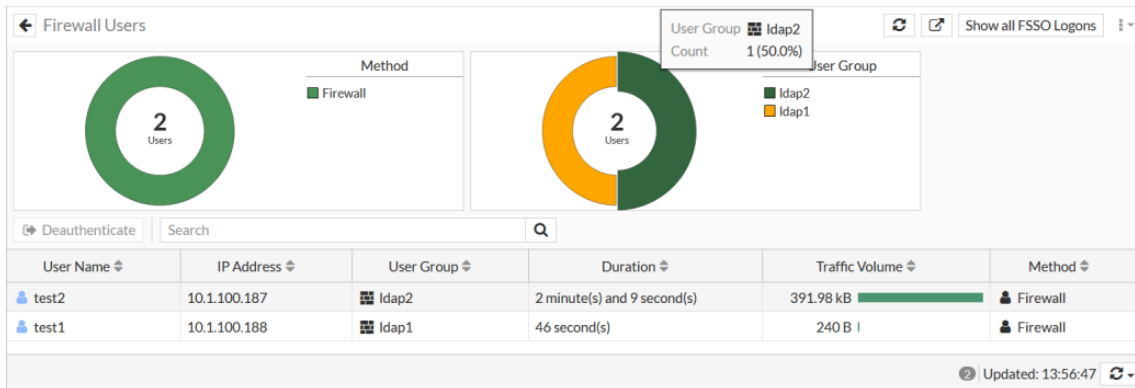 Firewall Users
User Group ldap2
Count 1 (50.0%)
Show all FSSO Logons
Method
Firewall
2
Users
User Group
ldap2
ldap1
2
Users
Deauthenticate
Search
User Name IP Address User Group Duration Traffic Volume Method
test2 10.1.100.187 ldap2 2 minute(s) and 9 second(s) 391.98 kB Firewall
test1 10.1.100.188 ldap1 46 second(s) 240 B Firewall
2 Updated: 13:56:47